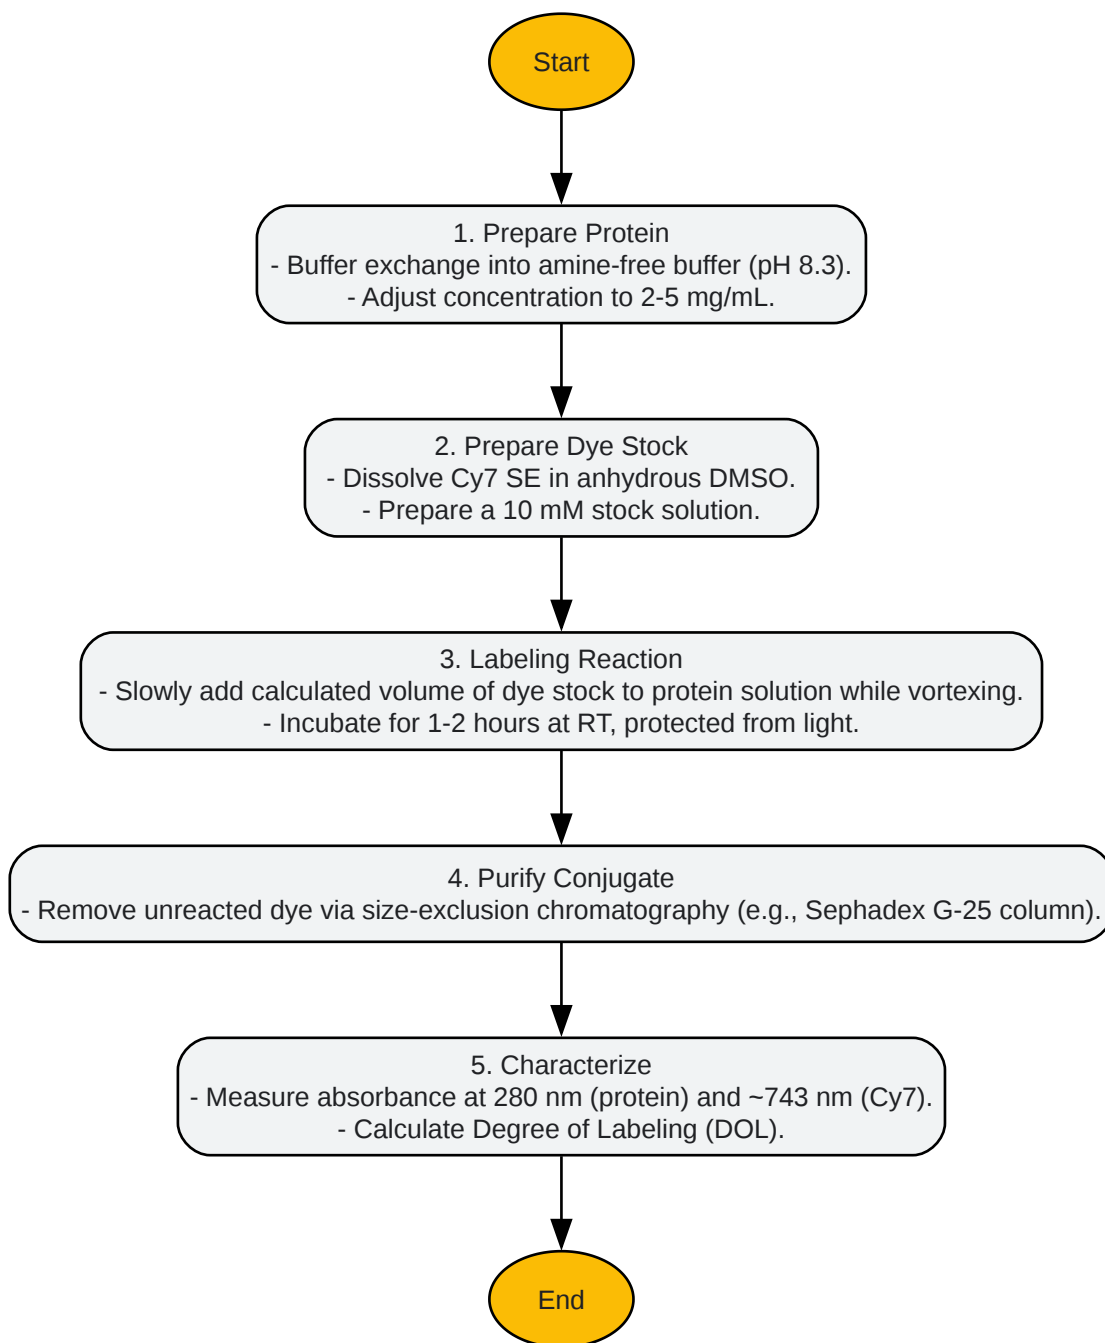 Start
1. Prepare Protein
- Buffer exchange into amine-free buffer (pH 8.3).
- Adjust concentration to 2-5 mg/mL.
2. Prepare Dye Stock
- Dissolve Cy7 SE in anhydrous DMSO.
- Prepare a 10 mM stock solution.
3. Labeling Reaction
- Slowly add calculated volume of dye stock to protein solution while vortexing.
- Incubate for 1-2 hours at RT, protected from light.
4. Purify Conjugate
- Remove unreacted dye via size-exclusion chromatography (e.g., Sephadex G-25 column).
5. Characterize
- Measure absorbance at 280 nm (protein) and ~743 nm (Cy7).
- Calculate Degree of Labeling (DOL).
End